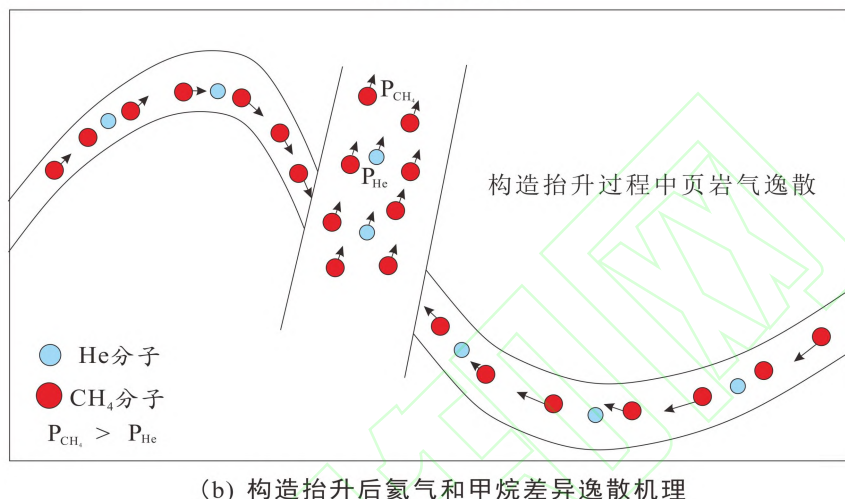 P_CH₄
P_He
构造抬升过程中页岩气逸散
He分子
CH₄分子
P_CH₄ > P_He
(b) 构造抬升后氦气和甲烷差异逸散机理